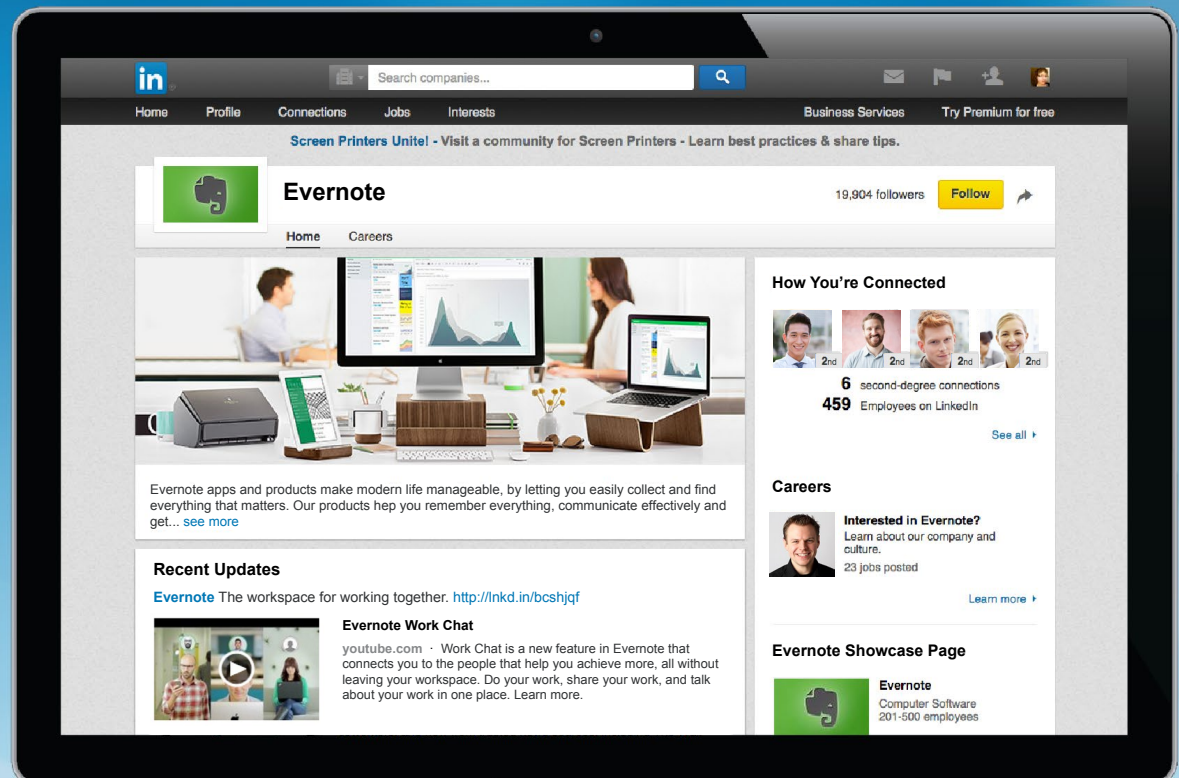 in
Search companies...
Home Profile Connections Jobs Interests Business Services Try Premium for free
Screen Printers Unite! - Visit a community for Screen Printers - Learn best practices & share tips.
Evernote
19,904 followers Follow
Home Careers
Evernote apps and products make modern life manageable, by letting you easily collect and find
everything that matters. Our products hep you remember everything, communicate effectively and
get... see more
Recent Updates
Evernote The workspace for working together. http://lnkd.in/bcshjqf
Evernote Work Chat
youtube.com · Work Chat is a new feature in Evernote that
connects you to the people that help you achieve more, all without
leaving your workspace. Do your work, share your work, and talk
about your work in one place. Learn more.
How You're Connected
2nd 2nd 2nd 2nd
6 second-degree connections
459 Employees on LinkedIn
See all
Careers
Interested in Evernote?
Learn about our company and
culture.
23 jobs posted
Learn more
Evernote Showcase Page
Evernote
Computer Software
201-500 employees